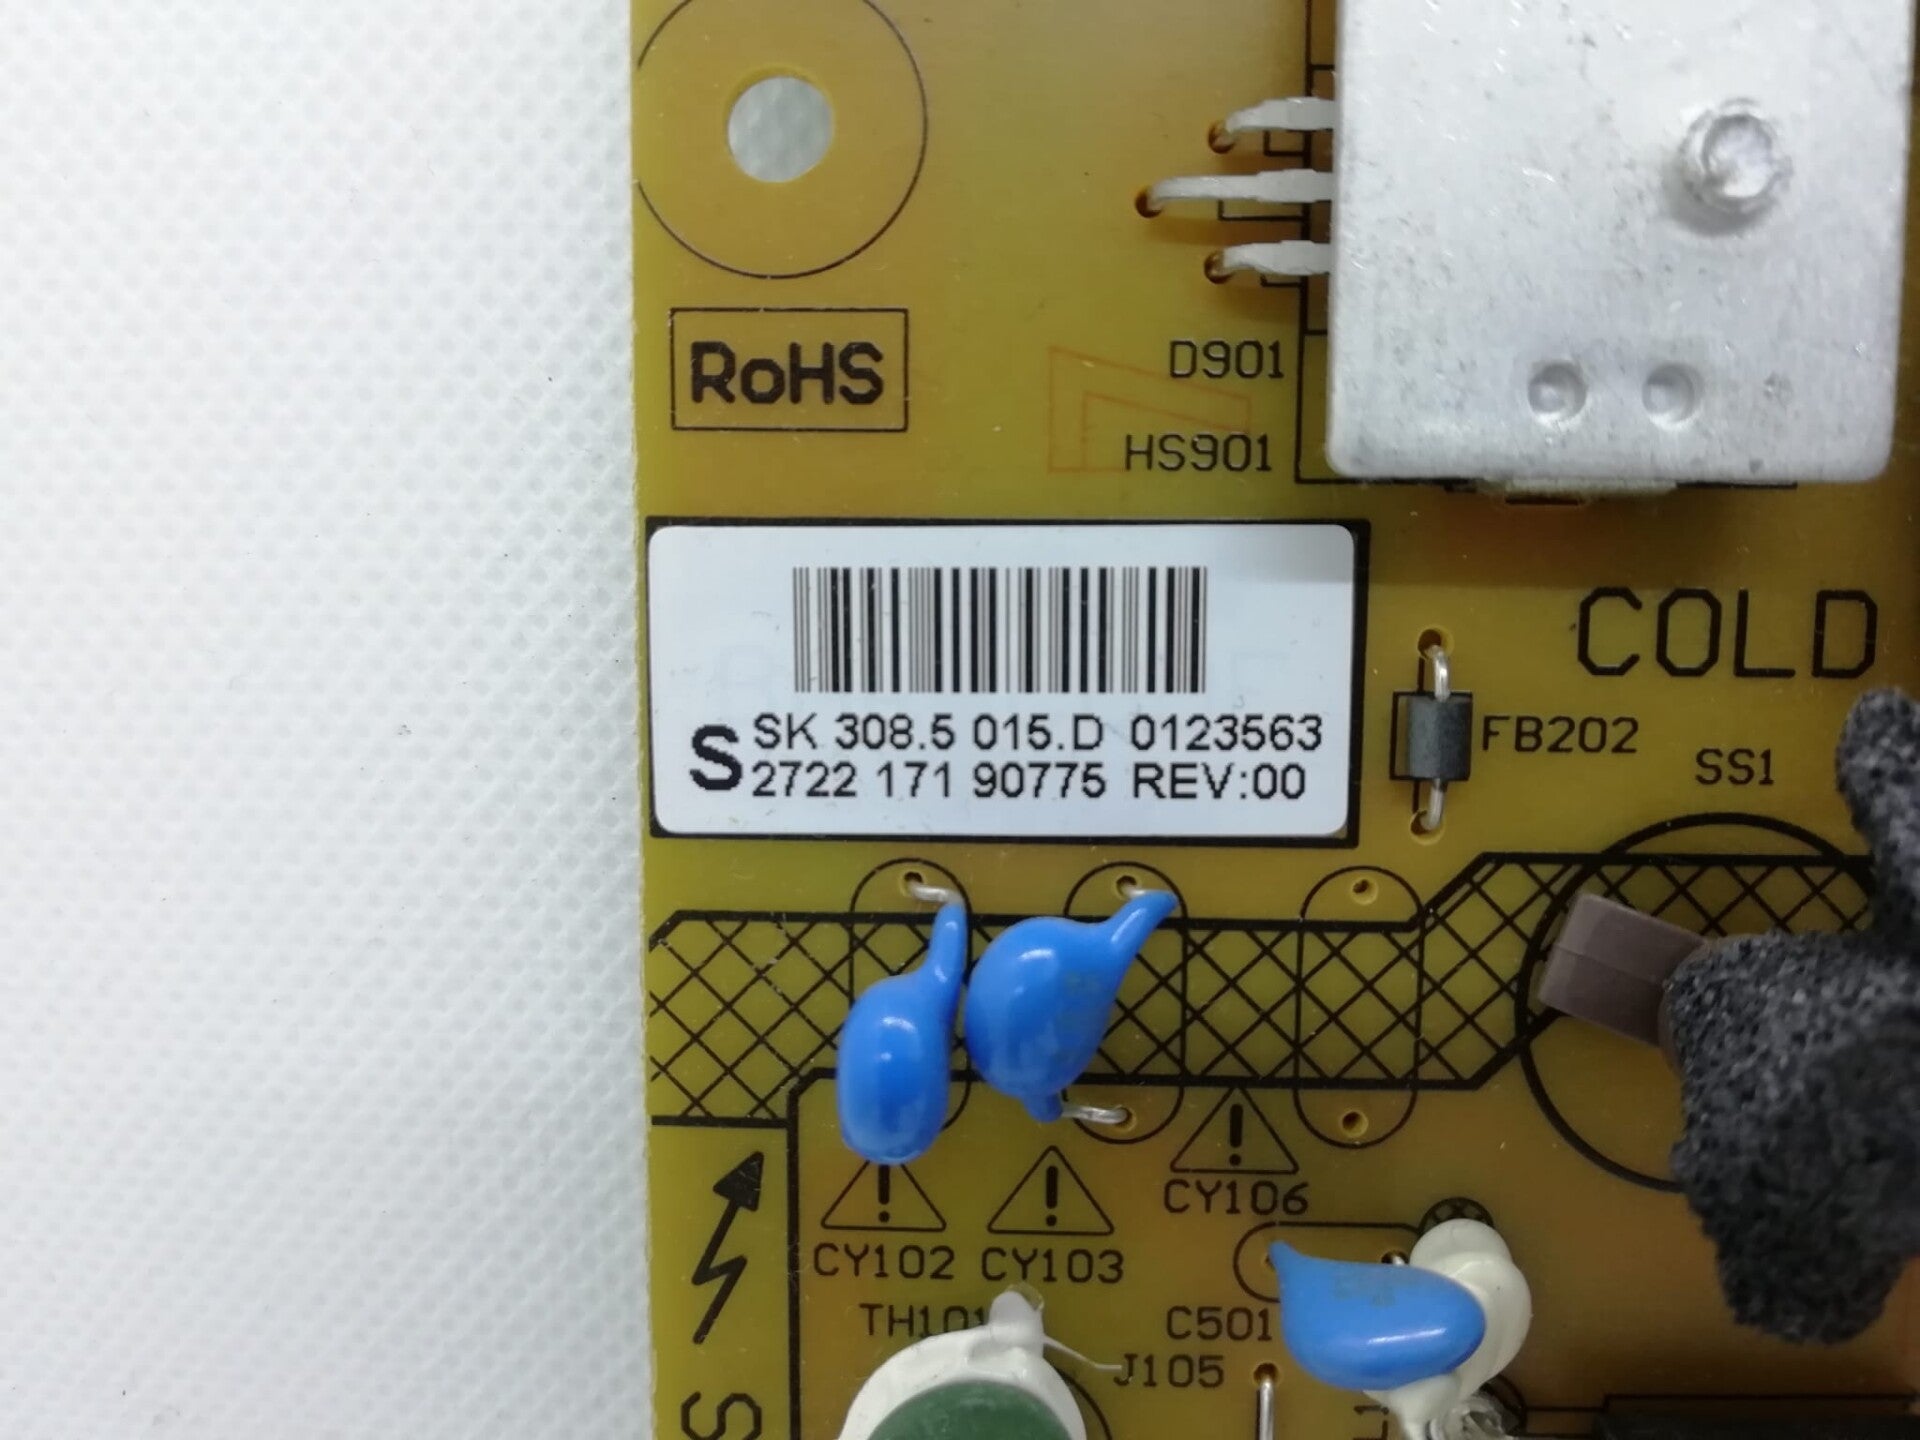 RoHS
D901
HS901
COLD
SK 308.5 015.D 0123563
S
2722 171 90775 REV:00
FB202
SS1
CY106
CY102 CY103
TH101
C501
J105
S